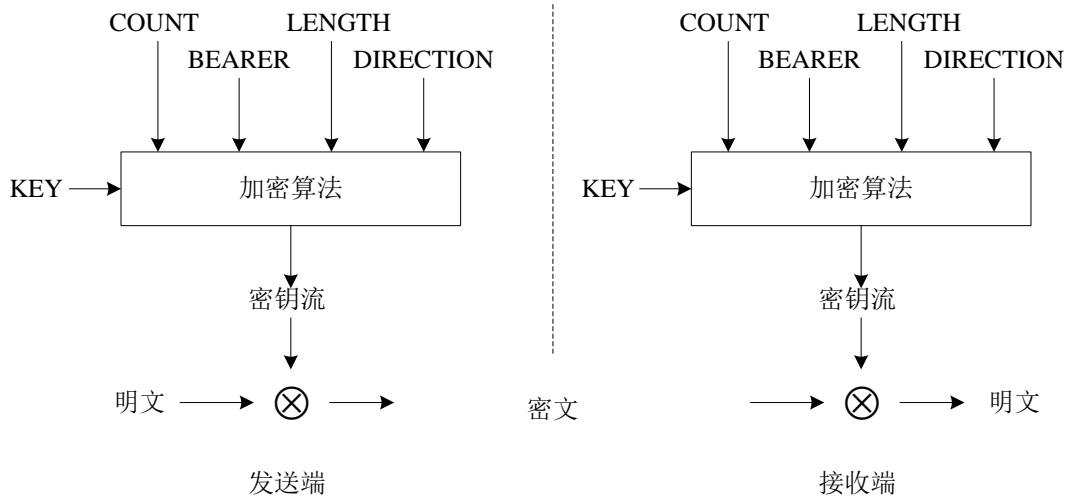 COUNT LENGTH COUNT LENGTH
BEARER DIRECTION BEARER DIRECTION
KEY 加密算法 KEY 加密算法
密钥流 密钥流
明文 密文 明文
发送端 接收端